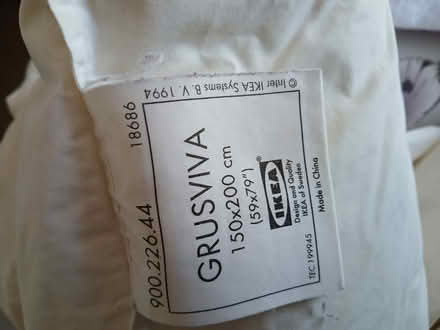 © Inter IKEA Systems B. V. 1994
18686
900.226.44
GRUSVIVA
150x200 cm
(59x79")
IKEA®
Design and Quality
IKEA of Sweden
Made in China
TEC 199945